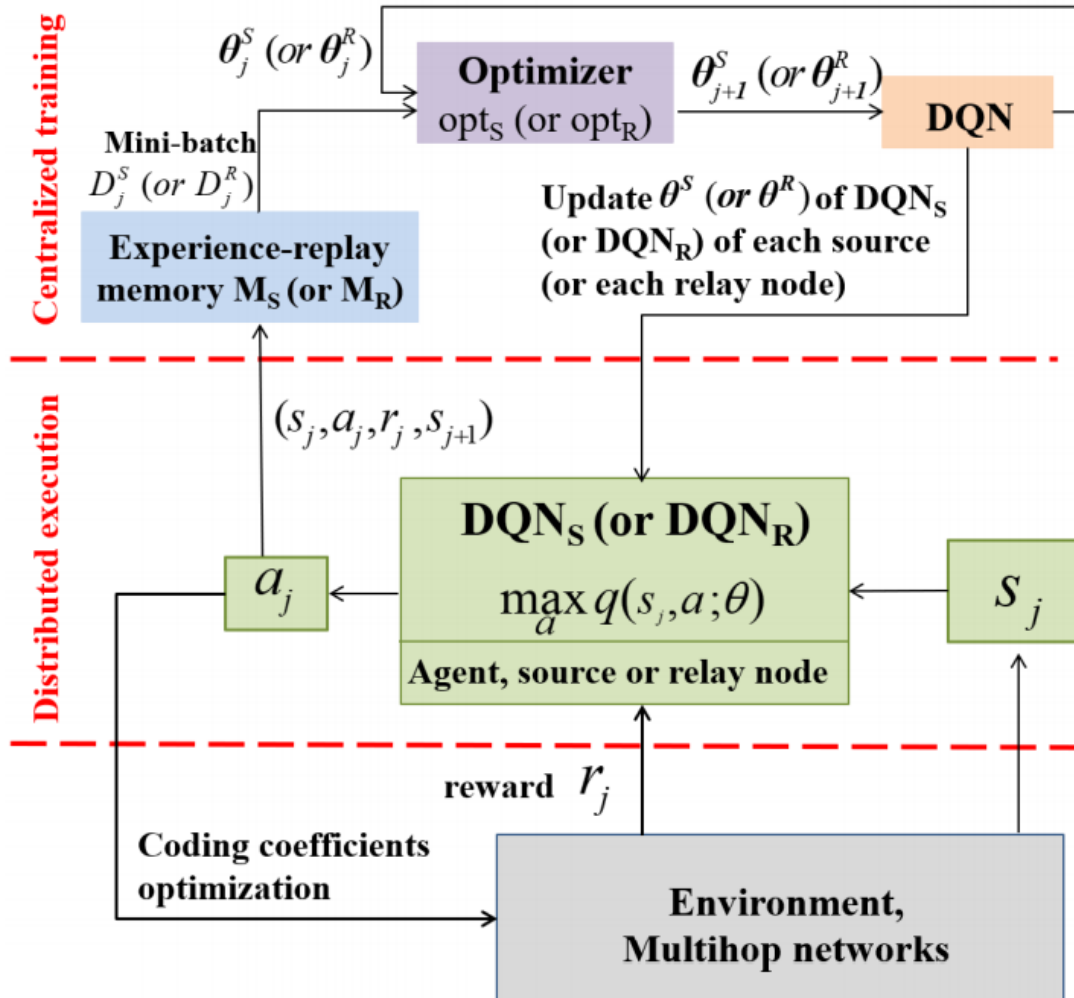 Centralized training
θ_j^S (or θ_j^R)
Optimizer
opt_S (or opt_R)
θ_{j+1}^S (or θ_{j+1}^R)
DQN
Mini-batch
D_j^S (or D_j^R)
Experience-replay
memory M_S (or M_R)
Update θ^S (or θ^R) of DQN_S
(or DQN_R) of each source
(or each relay node)
Distributed execution
(s_j, a_j, r_j, s_{j+1})
DQN_S (or DQN_R)
max_a q(s_j, a; θ)
Agent, source or relay node
a_j
s_j
reward r_j
Coding coefficients
optimization
Environment,
Multihop networks